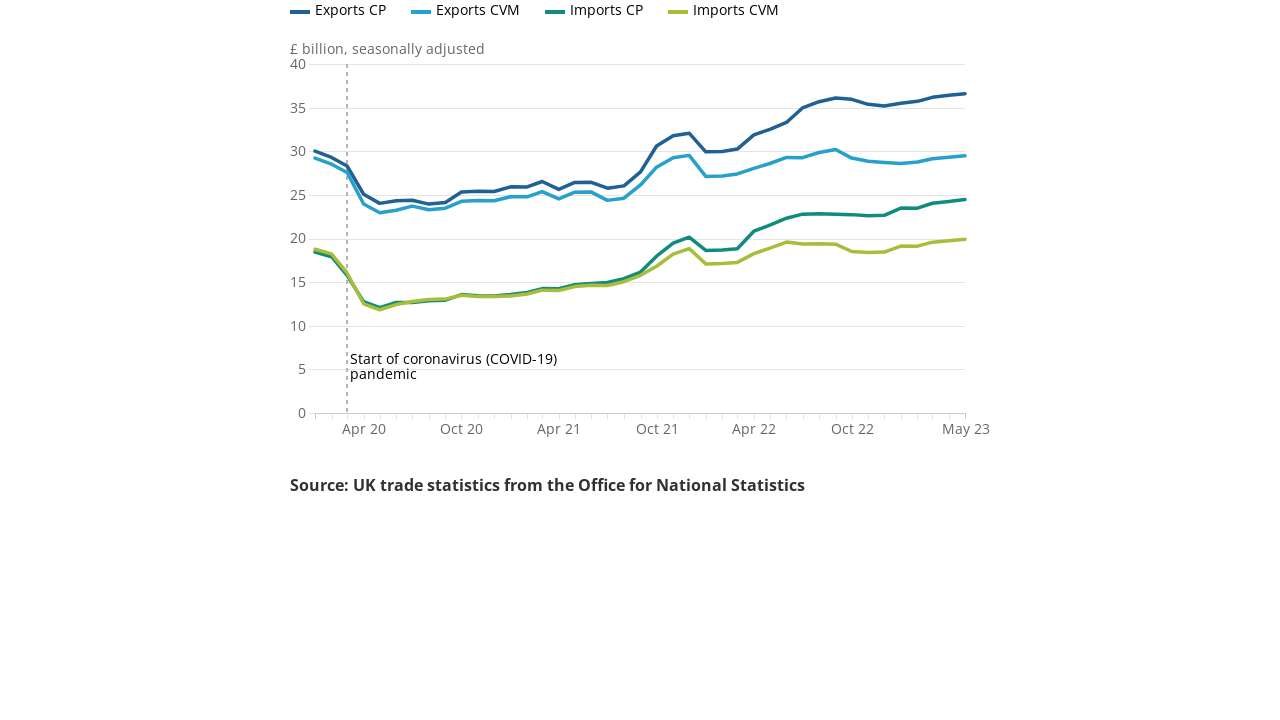 Exports CP Exports CVM Imports CP Imports CVM
£ billion, seasonally adjusted
40
35
30
25
20
15
10
Start of coronavirus (COVID-19)
5
pandemic
0
Apr 20 Oct 20 Apr 21 Oct 21 Apr 22 Oct 22 May 23
Source: UK trade statistics from the Office for National Statistics